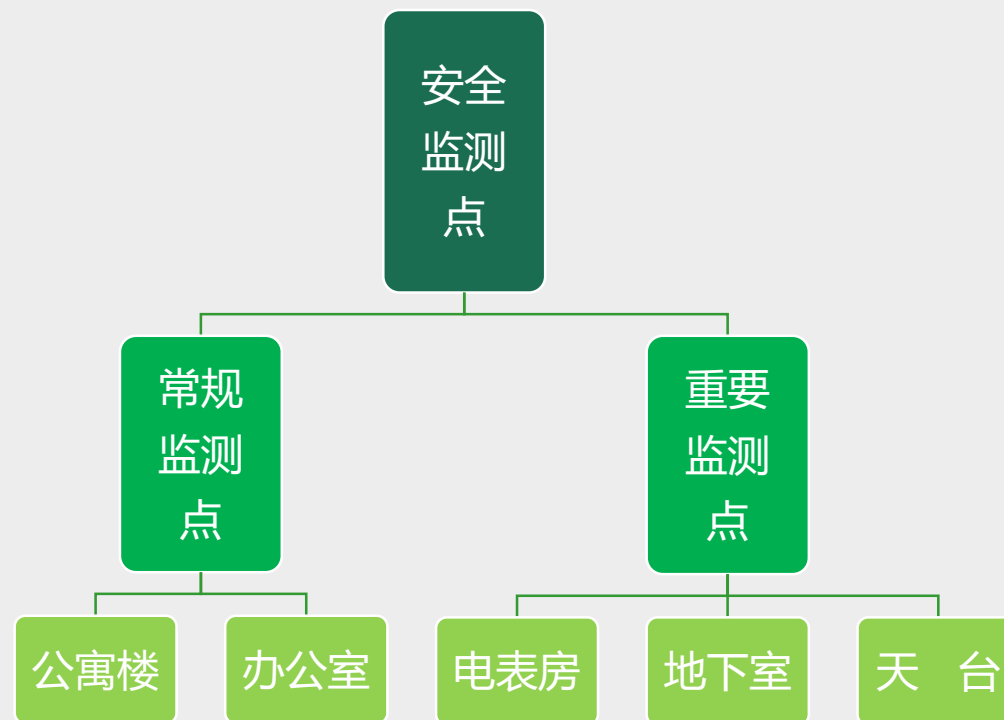 安全
监测
点
常规
监测
点
重要
监测
点
公寓楼
办公室
电表房
地下室
天　台